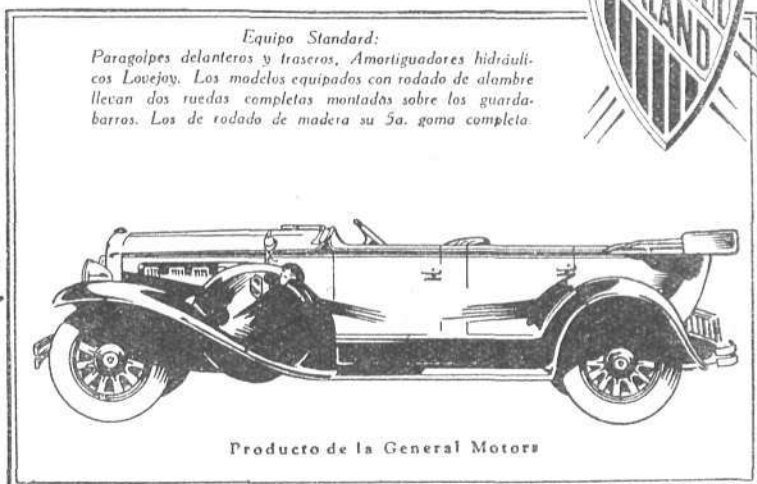 Equipo Standard:
Paragolpes delanteros y traseros, Amortiguadores hidráuli-
cos Lovejoy. Los modelos equipados con rodado de alambre
llevan dos ruedas completas montadas sobre los guarda-
barros. Los de rodado de madera su 5a. goma completa.
Producto de la General Motors